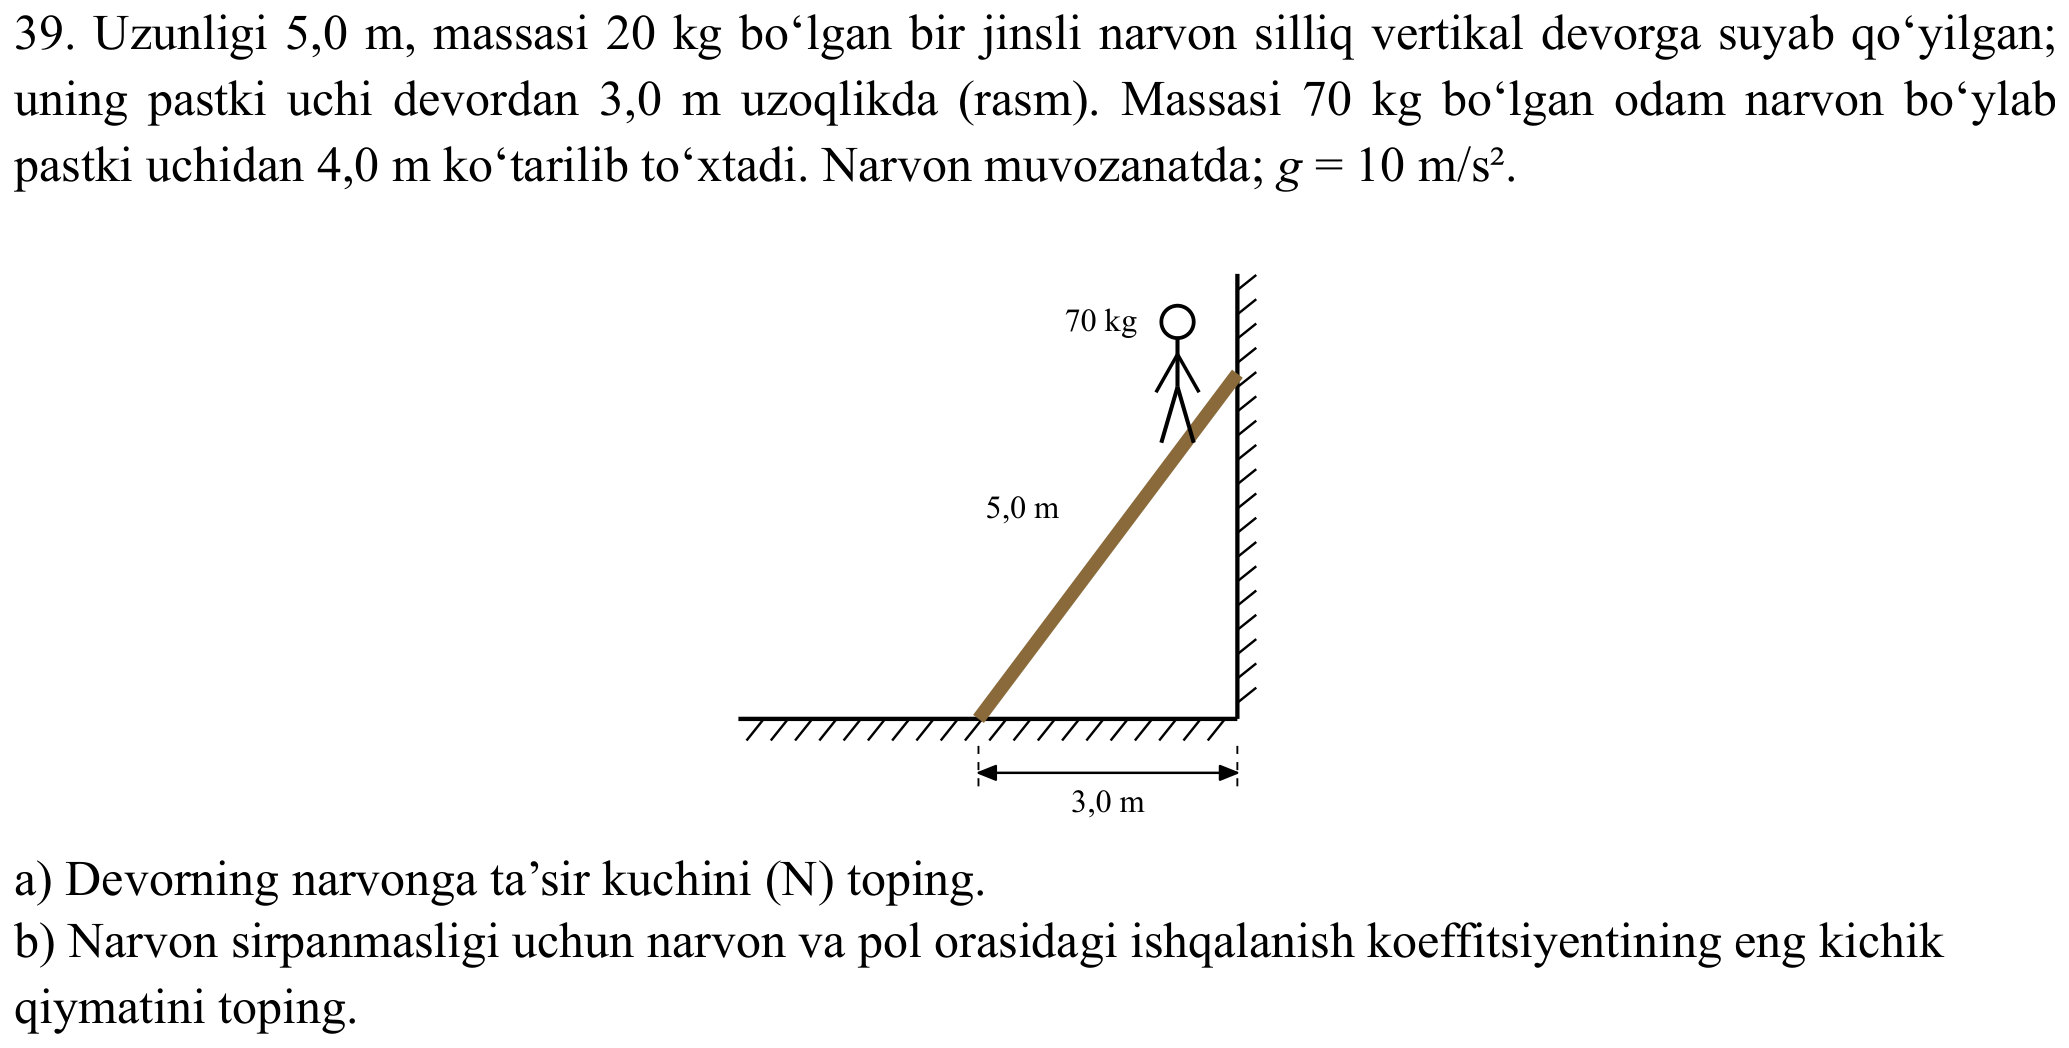 39. Uzunligi 5,0 m, massasi 20 kg bo‘lgan bir jinsli narvon silliq vertikal devorga suyab qo‘yilgan;
uning pastki uchi devordan 3,0 m uzoqlikda (rasm). Massasi 70 kg bo‘lgan odam narvon bo‘ylab
pastki uchidan 4,0 m ko‘tarilib to‘xtadi. Narvon muvozanatda; g = 10 m/s².
70 kg
5,0 m
3,0 m
a) Devorning narvonga ta’sir kuchini (N) toping.
b) Narvon sirpanmasligi uchun narvon va pol orasidagi ishqalanish koeffitsiyentining eng kichik
qiymatini toping.